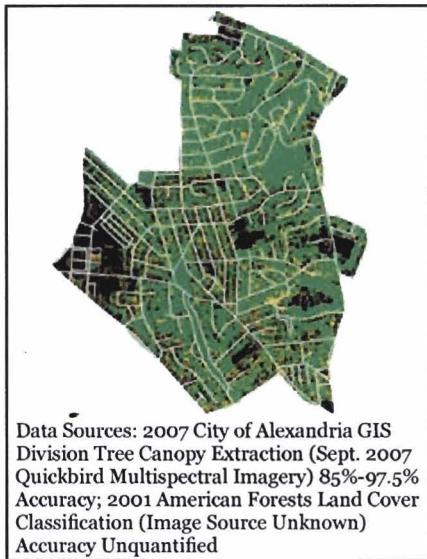 Data Sources: 2007 City of Alexandria GIS
Division Tree Canopy Extraction (Sept. 2007
Quickbird Multispectral Imagery) 85%-97.5%
Accuracy; 2001 American Forests Land Cover
Classification (Image Source Unknown)
Accuracy Unquantified